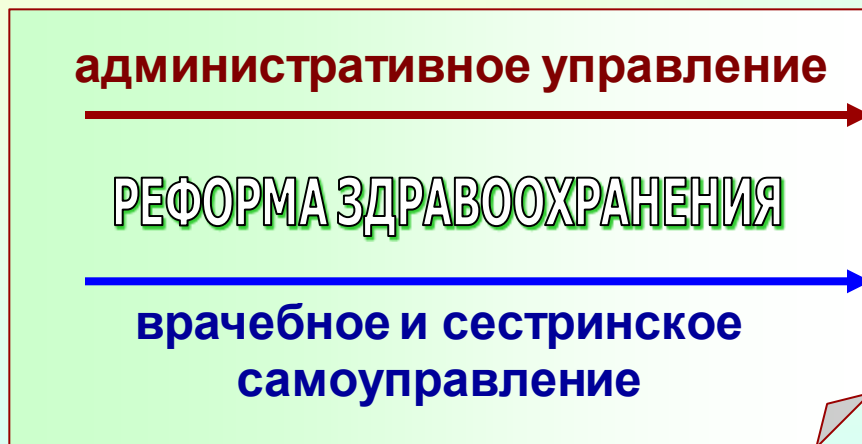 административное управление
РЕФОРМА ЗДРАВООХРАНЕНИЯ
врачебное и сестринское
самоуправление